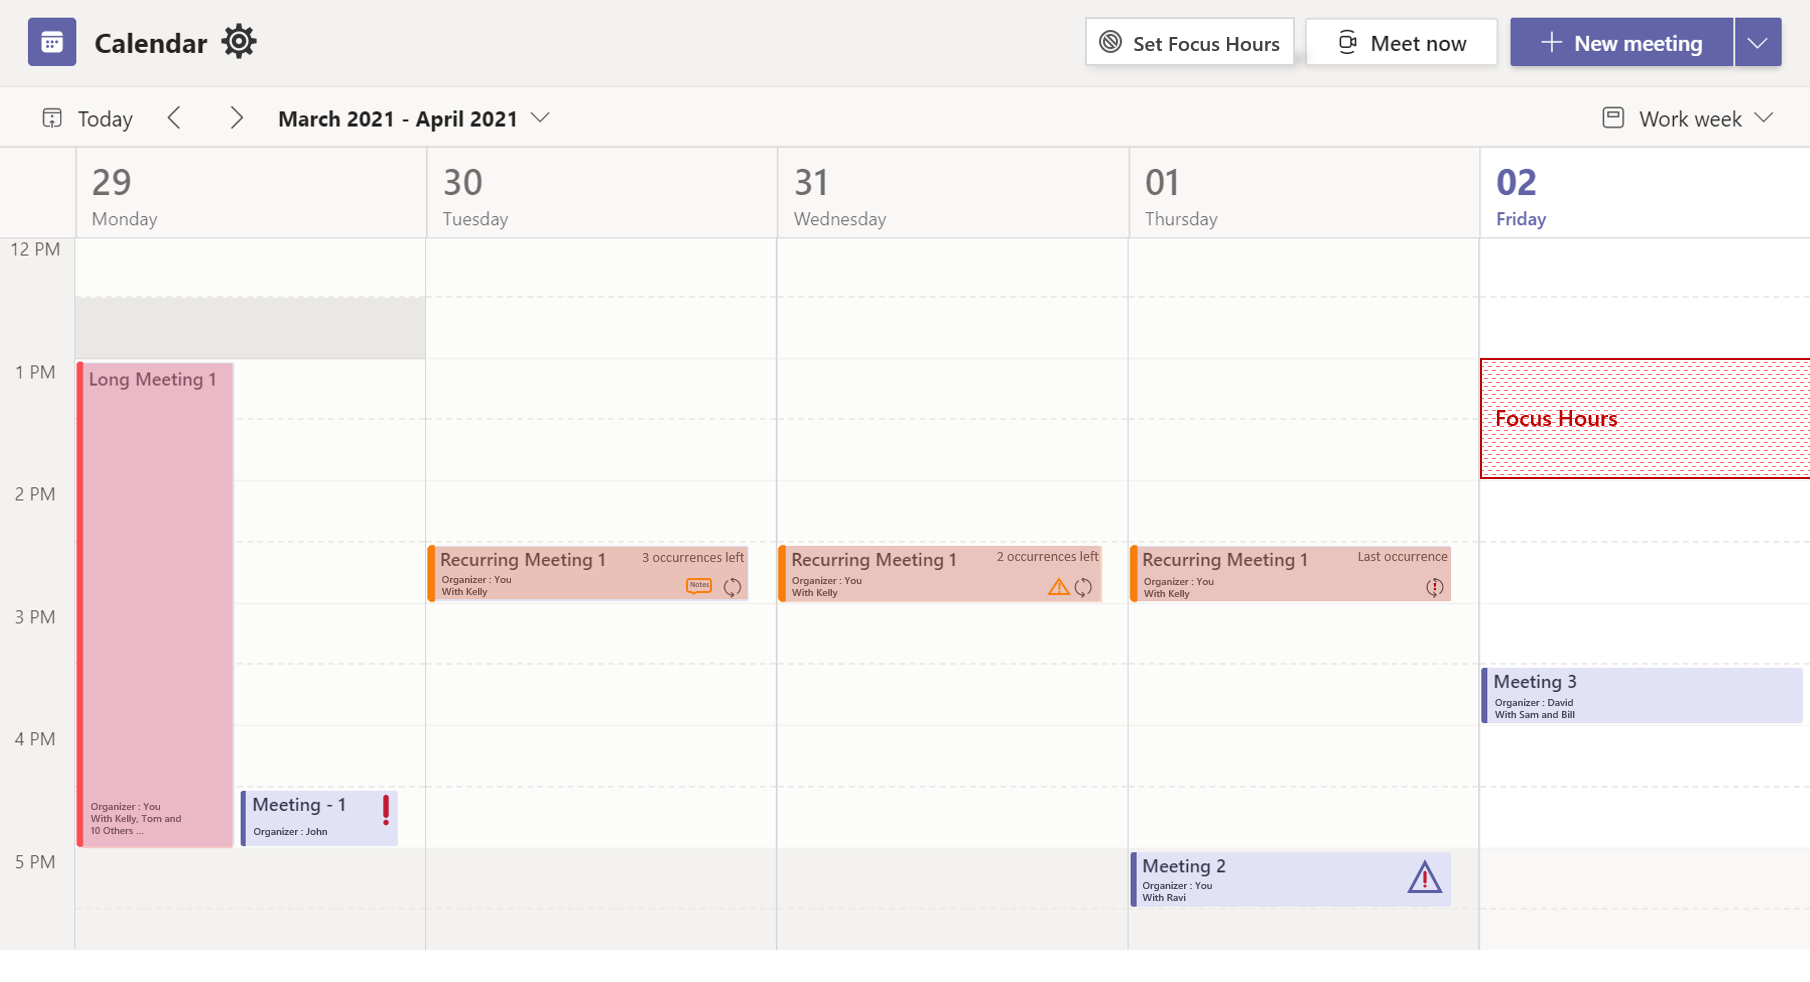 Calendar
Set Focus Hours
Meet now
New meeting
Today
March 2021 - April 2021
Work week
29
Monday
30
Tuesday
31
Wednesday
01
Thursday
02
Friday
12 PM
1 PM
Long Meeting 1
Focus Hours
2 PM
Recurring Meeting 1
3 occurrences left
Organizer : You
With Kelly
Notes
Recurring Meeting 1
2 occurrences left
Organizer : You
With Kelly
Recurring Meeting 1
Last occurrence
Organizer : You
With Kelly
3 PM
Meeting 3
Organizer : David
With Sam and Bill
4 PM
Organizer : You
With Kelly, Tom and
10 Others ...
Meeting - 1
Organizer : John
5 PM
Meeting 2
Organizer : You
With Ravi